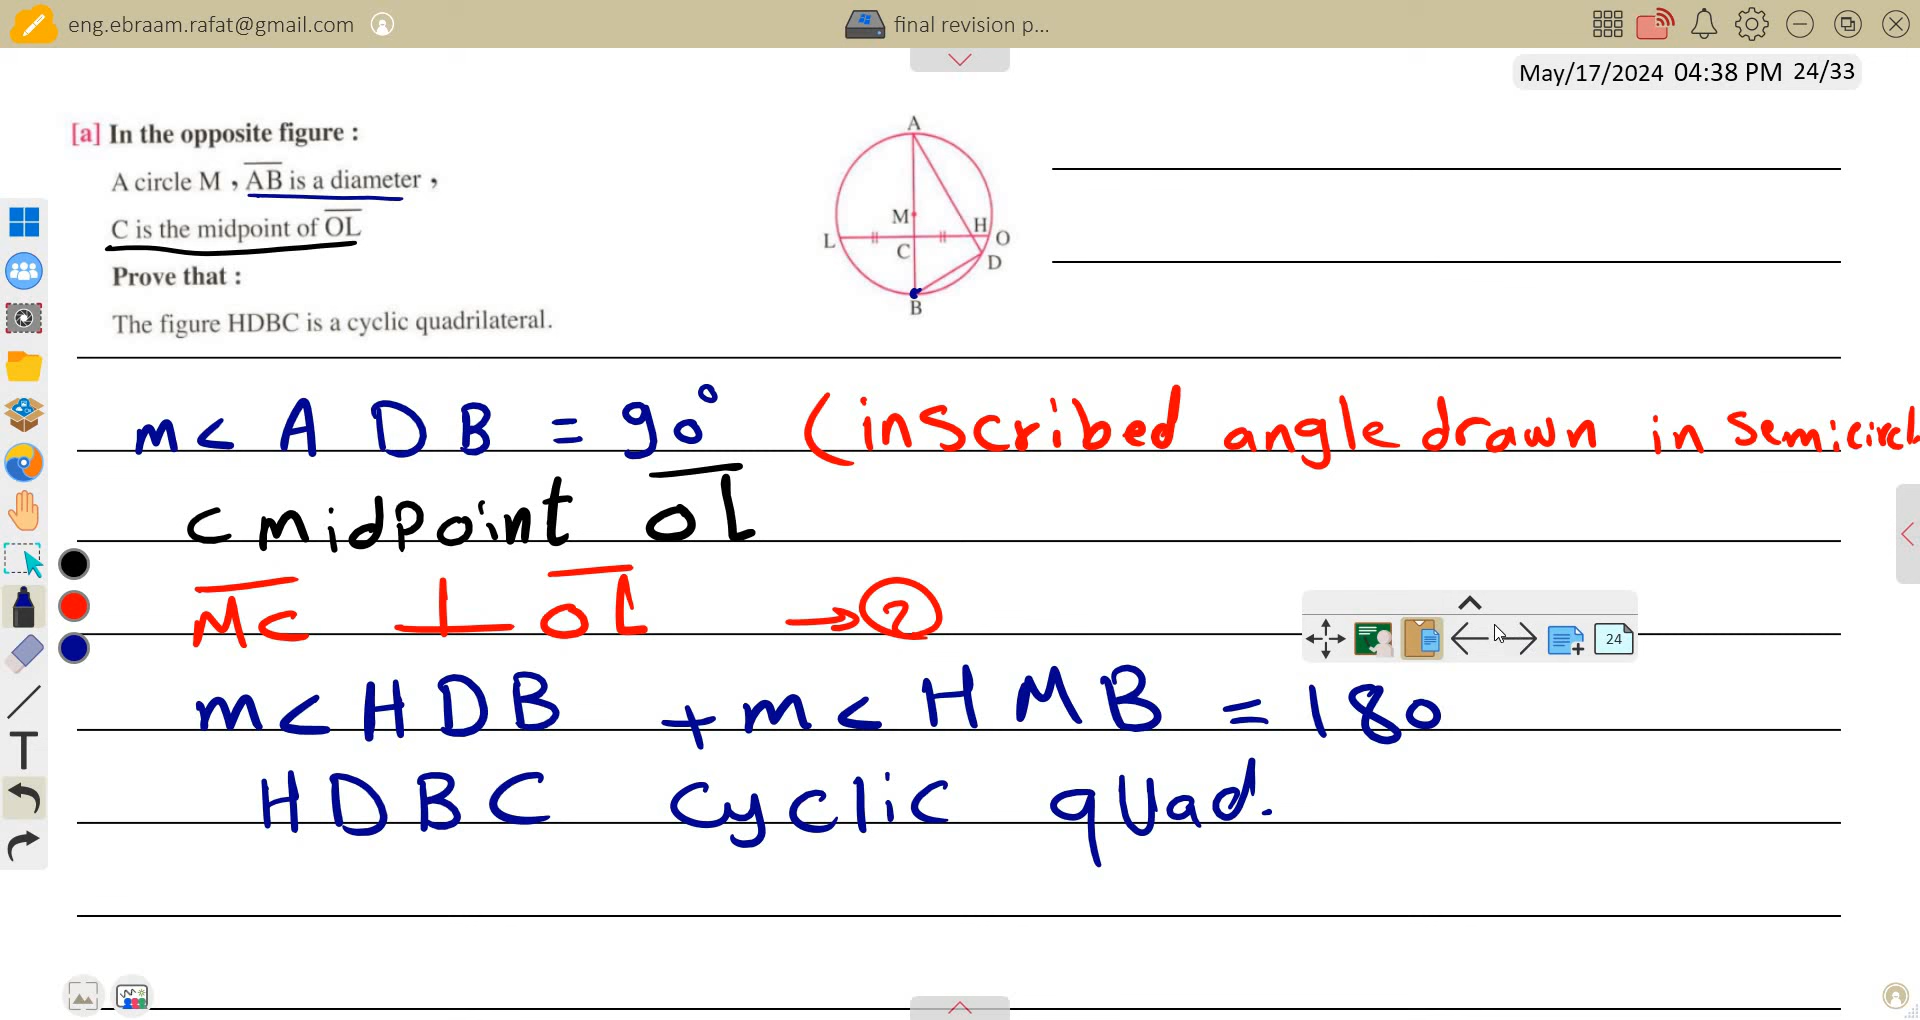 eng.ebraam.rafat@gmail.com
final revision p...
May/17/2024 04:38 PM 24/33
[a] In the opposite figure :
A circle M , AB is a diameter ,
C is the midpoint of OL
Prove that :
The figure HDBC is a cyclic quadrilateral.
A
M
H
L
O
C
D
B
m< A D B = 90° (inscribed angle drawn in semicircl
C midpoint OL
MC ⊥ OL → 2
m< HDB + m< HMB = 180
HDBC cyclic quad.
24
T